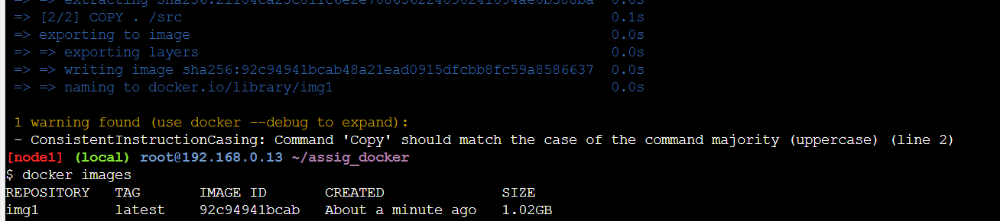 => [2/2] COPY . /src 0.1s
=> exporting to image 0.0s
=> => exporting layers 0.0s
=> => writing image sha256:92c94941bcab48a21ead0915dfcbb8fc59a8586637 0.0s
=> => naming to docker.io/library/img1 0.0s
1 warning found (use docker --debug to expand):
- ConsistentInstructionCasing: Command 'Copy' should match the case of the command majority (uppercase) (line 2)
[node1] (local) root@192.168.0.13 ~/assig_docker
$ docker images
REPOSITORY TAG IMAGE ID CREATED SIZE
img1 latest 92c94941bcab About a minute ago 1.02GB